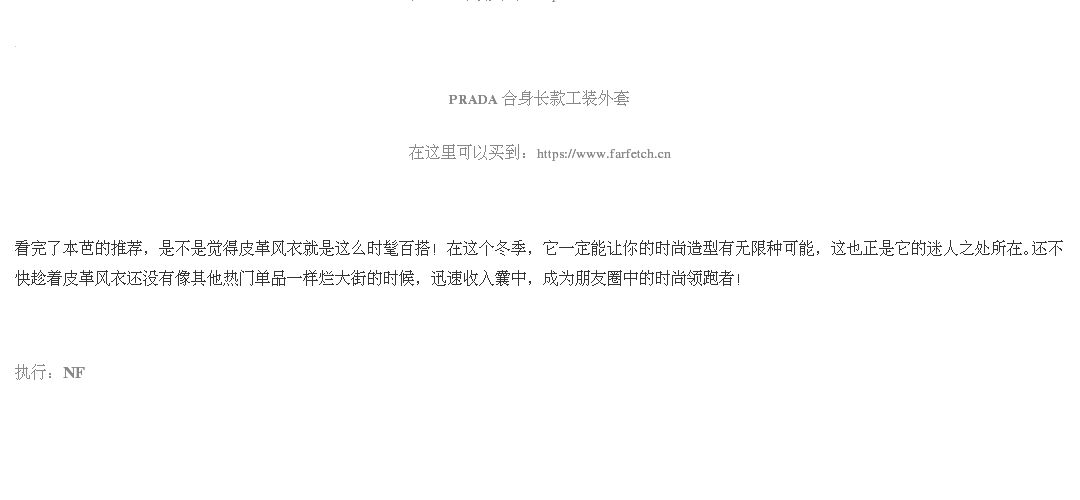 PRADA 合身长款工装外套
在这里可以买到：https://www.farfetch.cn
看完了本芭的推荐，是不是觉得皮革风衣就是这么时髦百搭！在这个冬季，它一定能让你的时尚造型有无限种可能，这也正是它的迷人之处所在。还不
快趁着皮革风衣还没有像其他热门单品一样烂大街的时候，迅速收入囊中，成为朋友圈中的时尚领跑者！
执行：NF